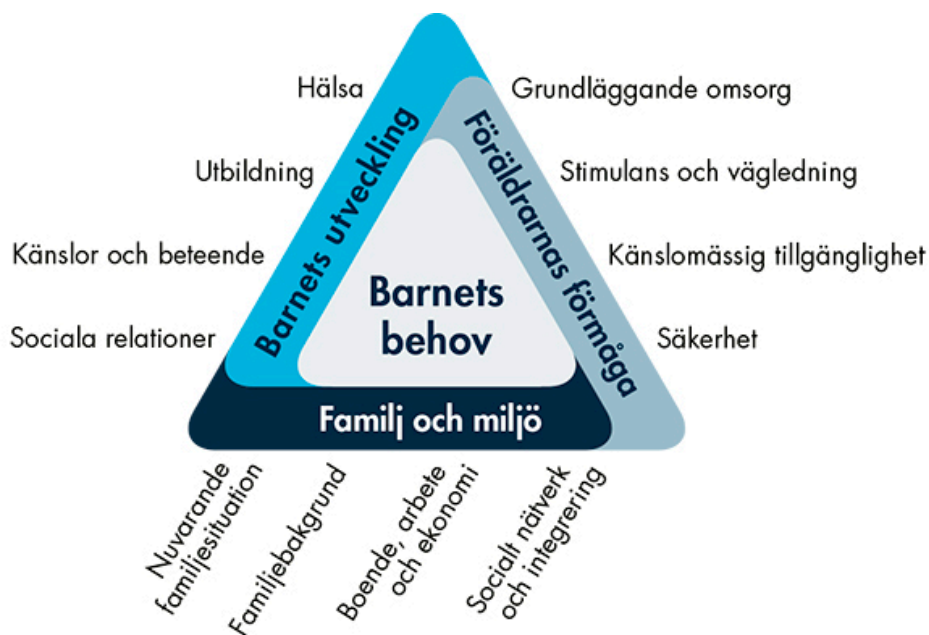 Hälsa
Utbildning
Känslor och beteende
Sociala relationer
Barnets utveckling
Grundläggande omsorg
Stimulans och vägledning
Känslomässig tillgänglighet
Säkerhet
Föräldrarnas förmåga
Barnets
behov
Familj och miljö
Nuvarande
familjesituation
Familjebakgrund
Boende, arbete
och ekonomi
Socialt nätverk
och integrering